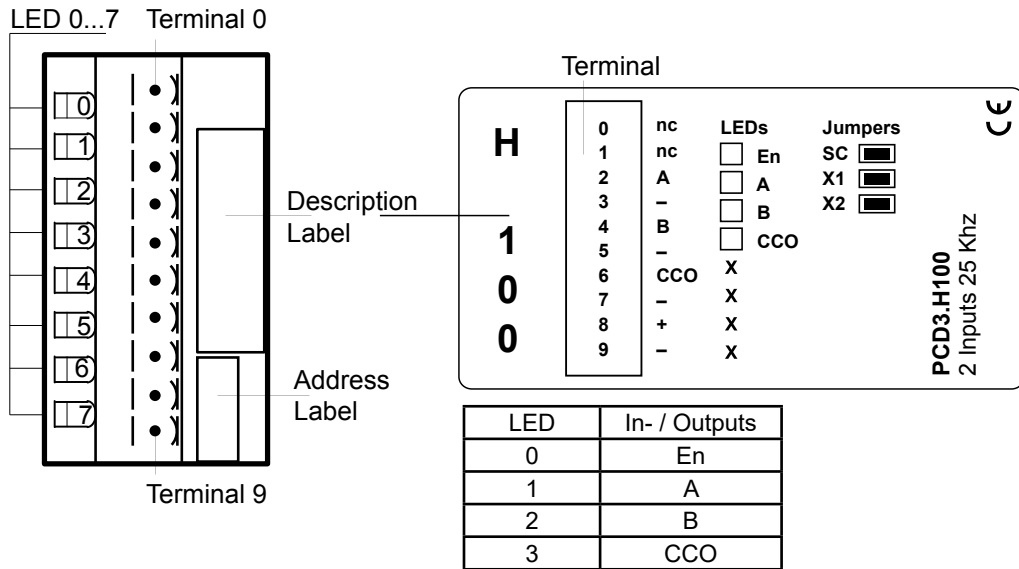 LED 0...7 Terminal 0
0
1
2
3
4
5
6
7
Terminal 9
Description
Label
Address
Label
Terminal
H
1
0
0
0 nc
1 nc
2 A
3 –
4 B
5 –
6 CCO
7 –
8 +
9 –
LEDs
En
A
B
CCO
X
X
X
X
Jumpers
SC
X1
X2
CE
PCD3.H100
2 Inputs 25 Khz
LED In- / Outputs
0 En
1 A
2 B
3 CCO